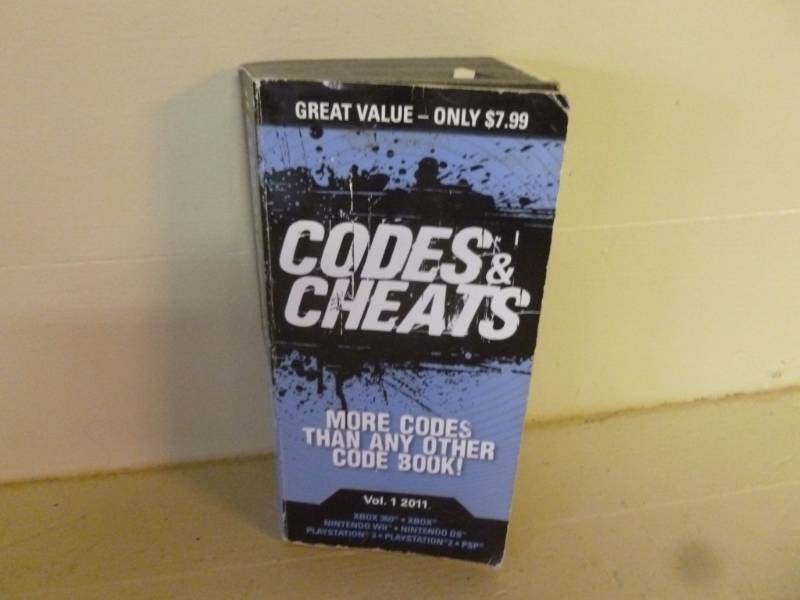 GREAT VALUE – ONLY $7.99
CODES &
CHEATS
MORE CODES
THAN ANY OTHER
CODE BOOK!
Vol. 1 2011.
XBOX 360™ • XBOX®
NINTENDO WII™ • NINTENDO DS™
PLAYSTATION® 3 • PLAYSTATION® 2 • PSP®